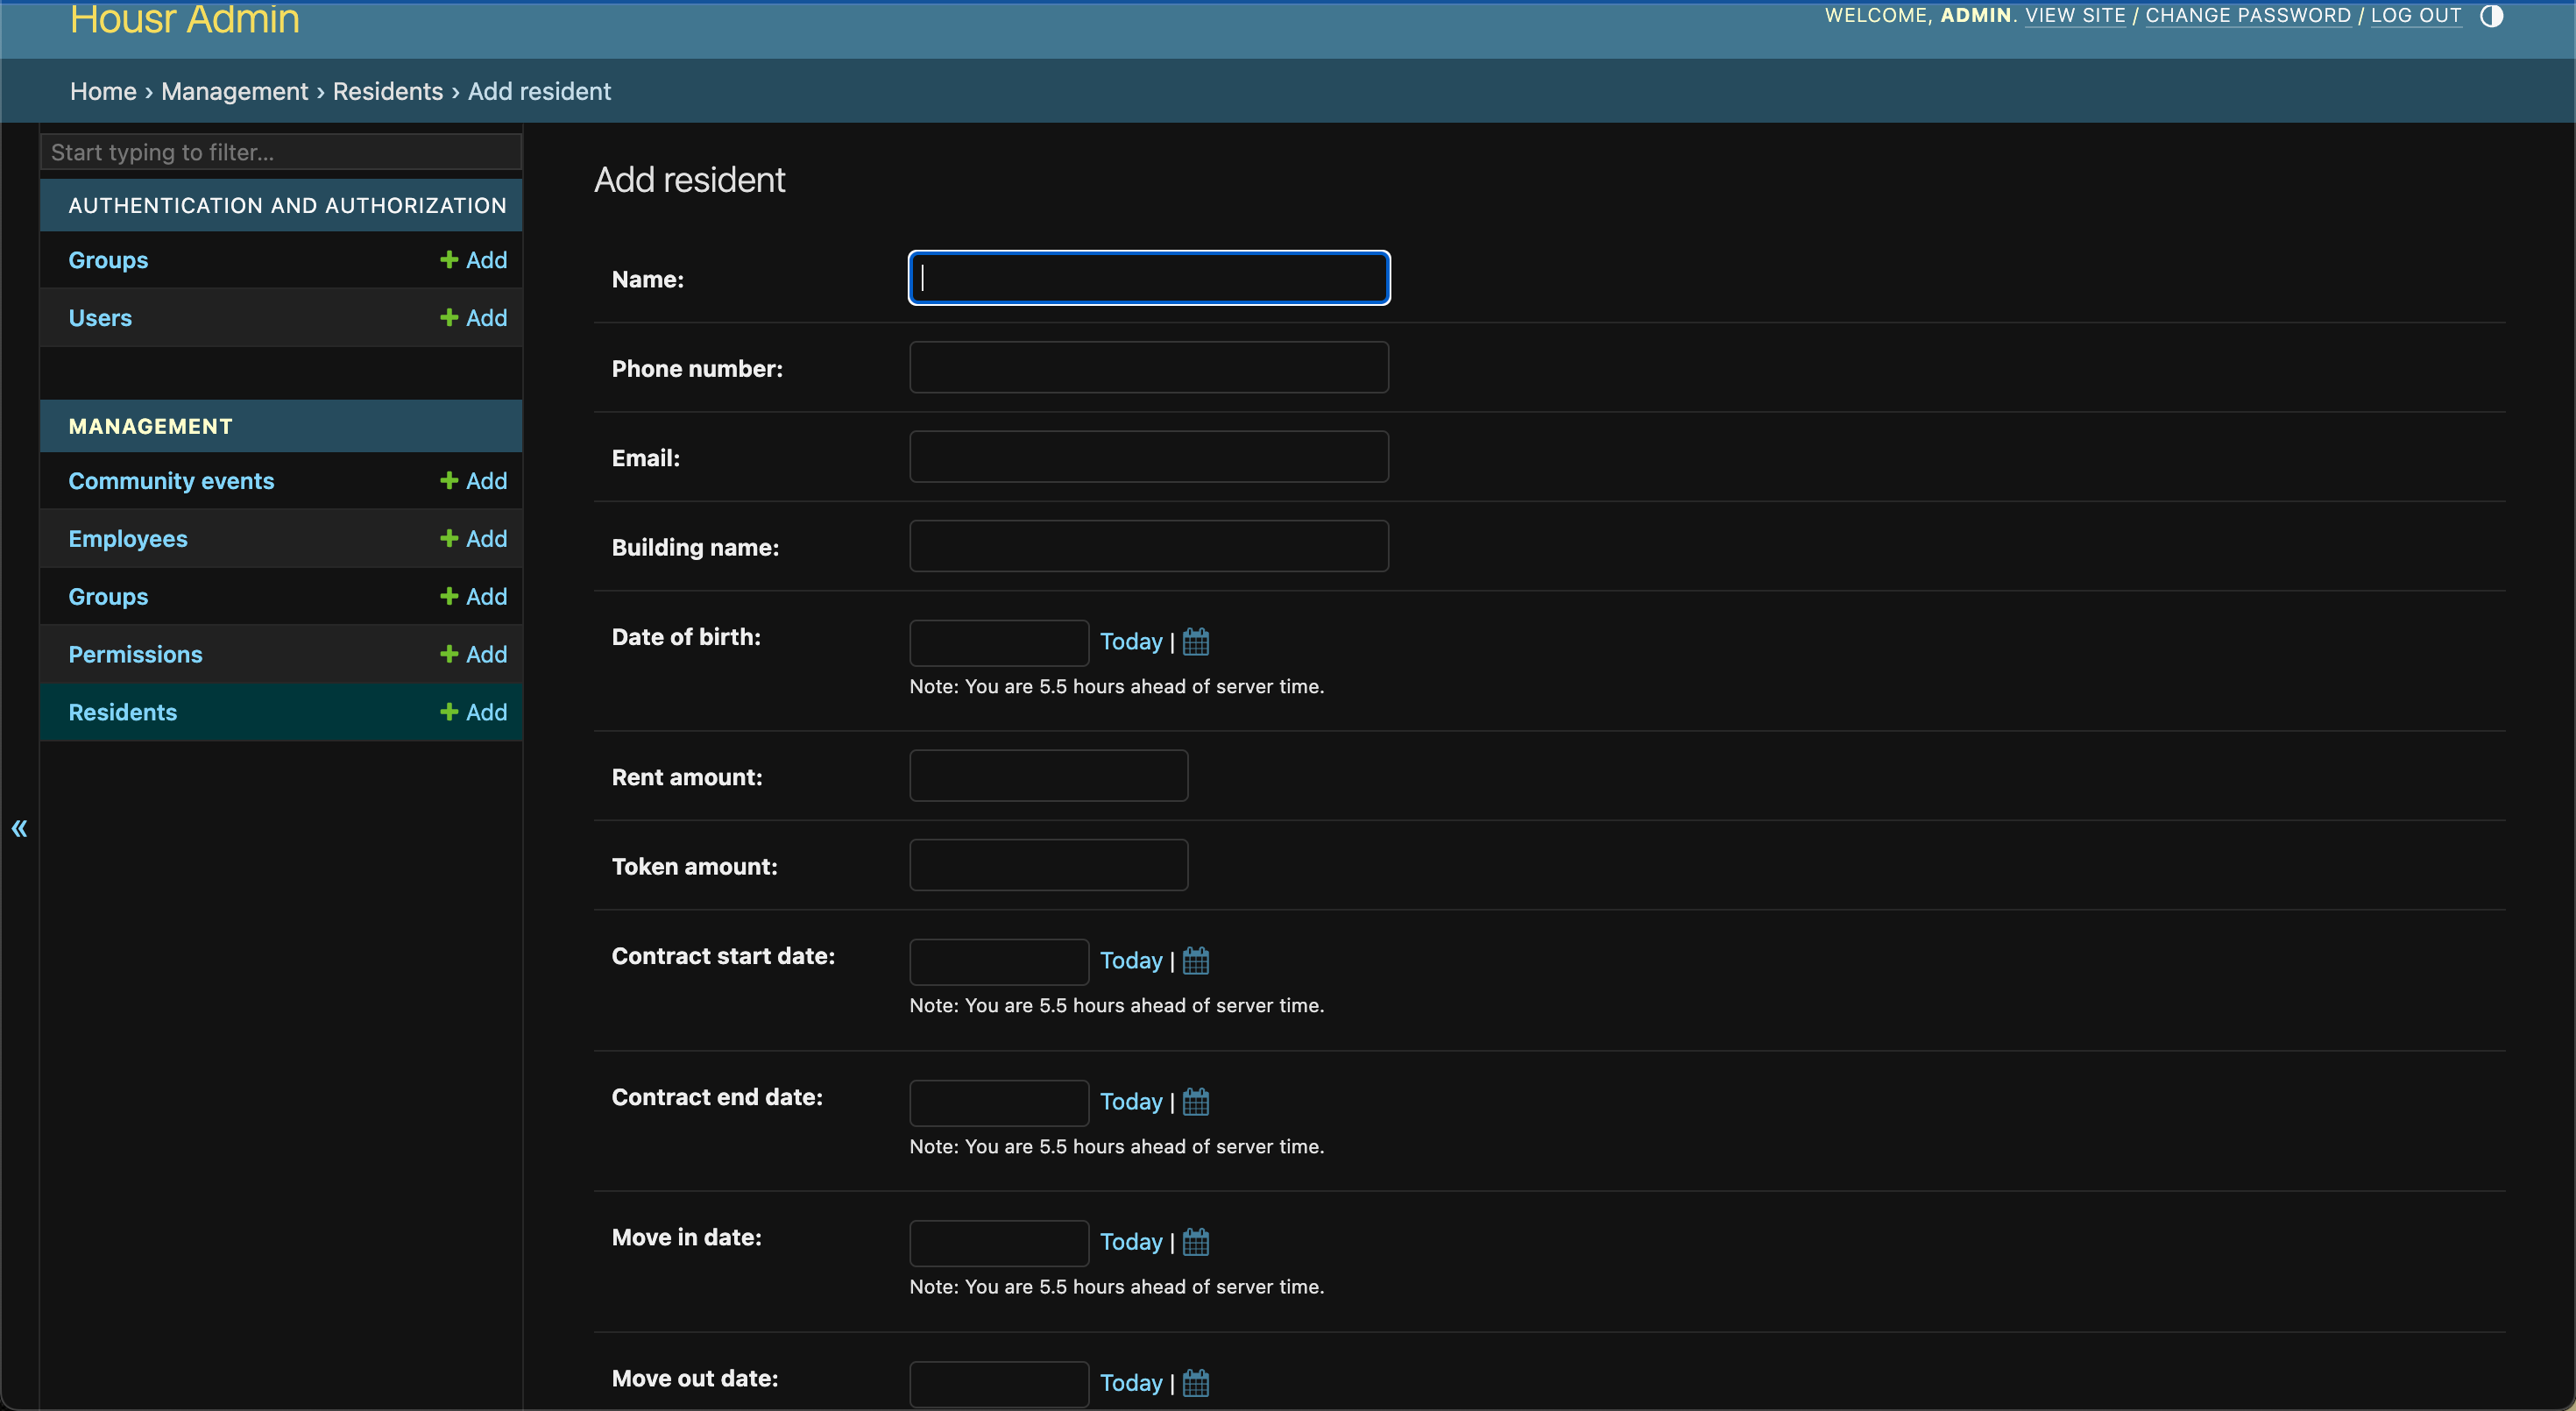 Housr Admin
WELCOME, ADMIN. VIEW SITE / CHANGE PASSWORD / LOG OUT
Home › Management › Residents › Add resident
Start typing to filter...
AUTHENTICATION AND AUTHORIZATION
Groups + Add
Users + Add
MANAGEMENT
Community events + Add
Employees + Add
Groups + Add
Permissions + Add
Residents + Add
«
Add resident
Name:
Phone number:
Email:
Building name:
Date of birth: Today |
Note: You are 5.5 hours ahead of server time.
Rent amount:
Token amount:
Contract start date: Today |
Note: You are 5.5 hours ahead of server time.
Contract end date: Today |
Note: You are 5.5 hours ahead of server time.
Move in date: Today |
Note: You are 5.5 hours ahead of server time.
Move out date: Today |